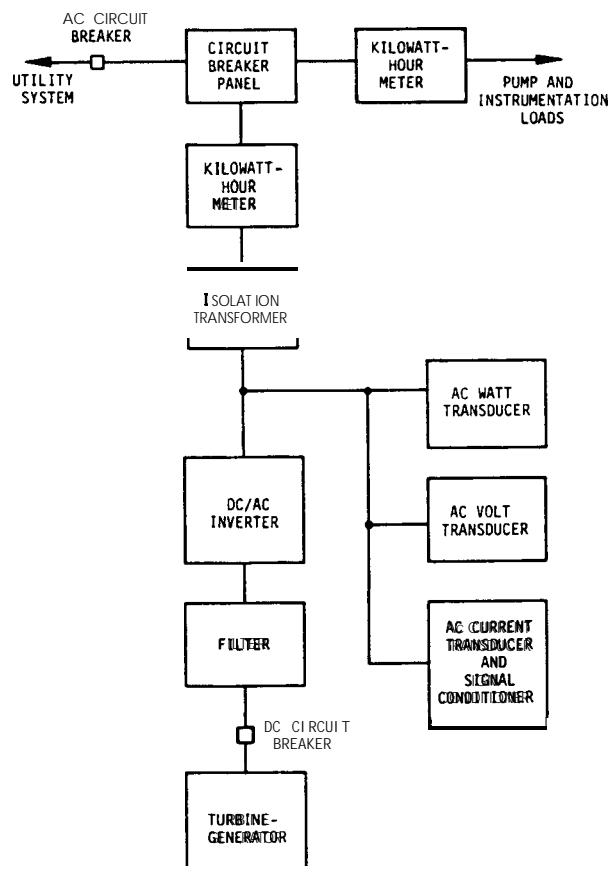 AC CIRCUIT
BREAKER
UTILITY
SYSTEM
CIRCUIT
BREAKER
PANEL
KILOWATT-
HOUR
METER
PUMP AND
INSTRUMENTATION
LOADS
KILOWATT-
HOUR
METER
ISOLATION
TRANSFORMER
AC WATT
TRANSDUCER
DC/AC
INVERTER
AC VOLT
TRANSDUCER
FILTER
AC CURRENT
TRANSDUCER
AND
SIGNAL
CONDITIONER
DC CIRCUIT
BREAKER
TURBINE-
GENERATOR